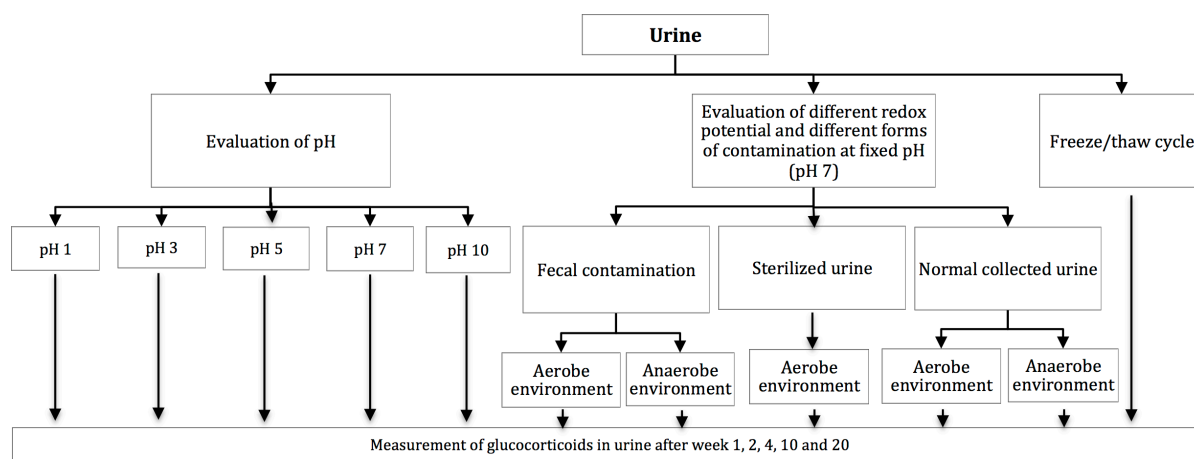 Urine
Evaluation of pH
Evaluation of different redox
potential and different forms
of contamination at fixed pH
(pH 7)
Freeze/thaw cycle
pH 1
pH 3
pH 5
pH 7
pH 10
Fecal contamination
Sterilized urine
Normal collected urine
Aerobe
environment
Anaerobe
environment
Aerobe
environment
Aerobe
environment
Anaerobe
environment
Measurement of glucocorticoids in urine after week 1, 2, 4, 10 and 20